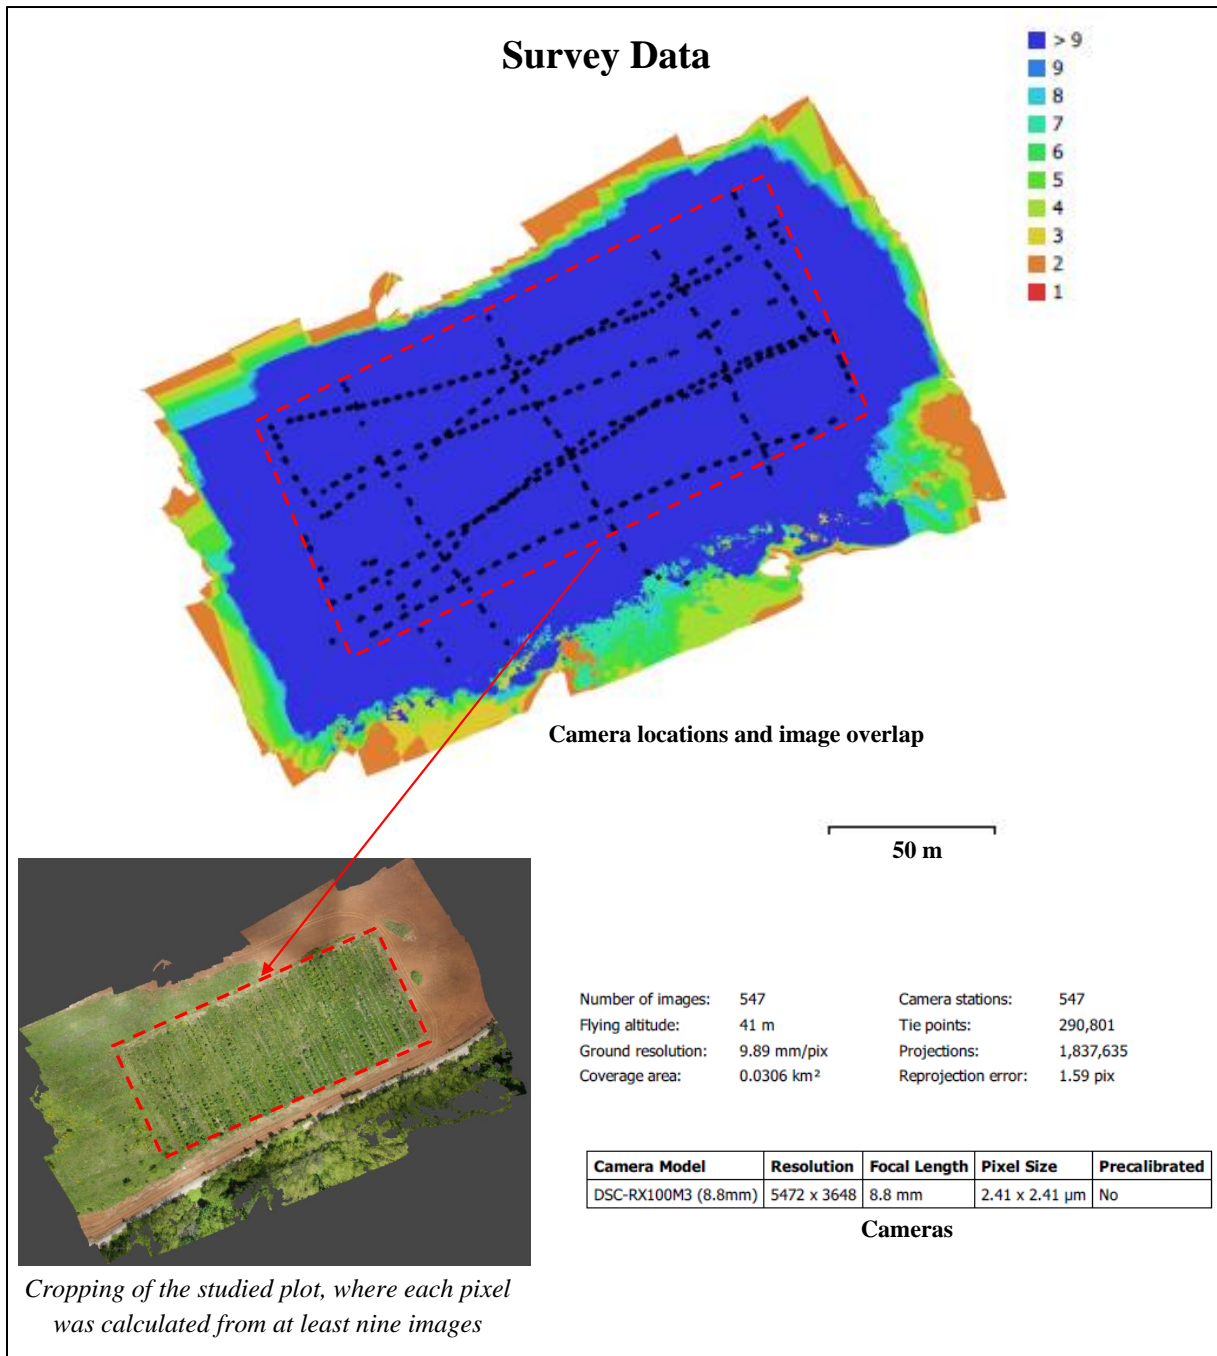 Survey Data
> 9
9
8
7
6
5
4
3
2
1
Camera locations and image overlap
50 m
Number of images: 547 Camera stations: 547
Flying altitude: 41 m Tie points: 290,801
Ground resolution: 9.89 mm/pix Projections: 1,837,635
Coverage area: 0.0306 km² Reprojection error: 1.59 pix
Camera Model Resolution Focal Length Pixel Size Precalibrated
DSC-RX100M3 (8.8mm) 5472 x 3648 8.8 mm 2.41 x 2.41 μm No
Cameras
Cropping of the studied plot, where each pixel
was calculated from at least nine images